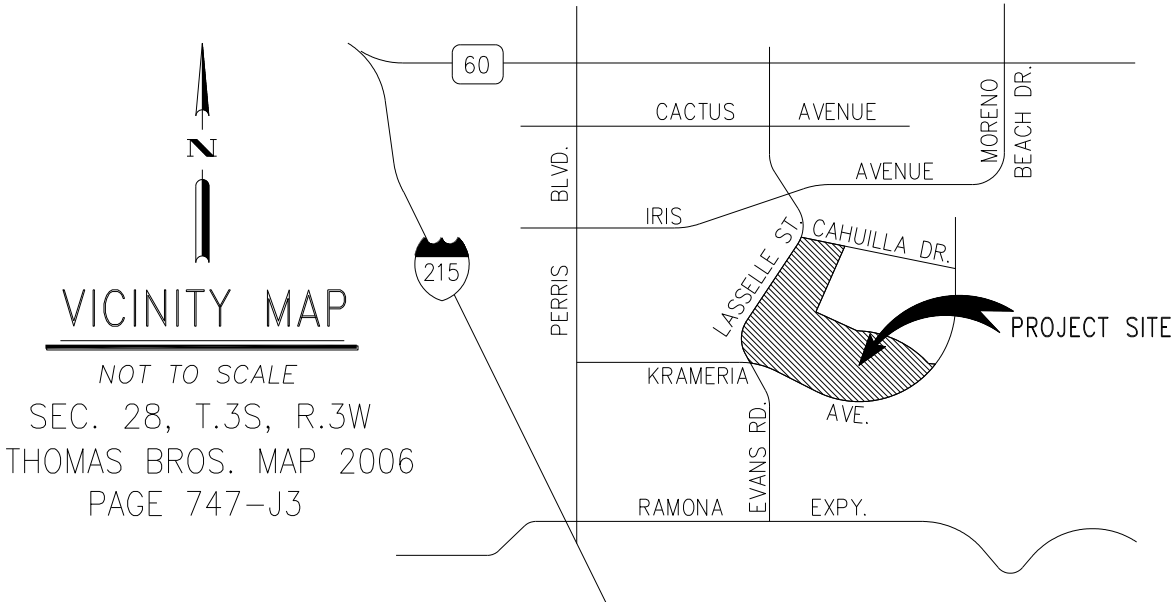 N
VICINITY MAP
NOT TO SCALE
SEC. 28, T.3S, R.3W
THOMAS BROS. MAP 2006
PAGE 747-J3
60
CACTUS AVENUE
MORENO
BEACH DR.
PERRIS BLVD.
IRIS AVENUE
215
LASSELLE ST.
CAHUILLA DR.
PROJECT SITE
KRAMERIA AVE.
EVANS RD.
RAMONA EXPY.